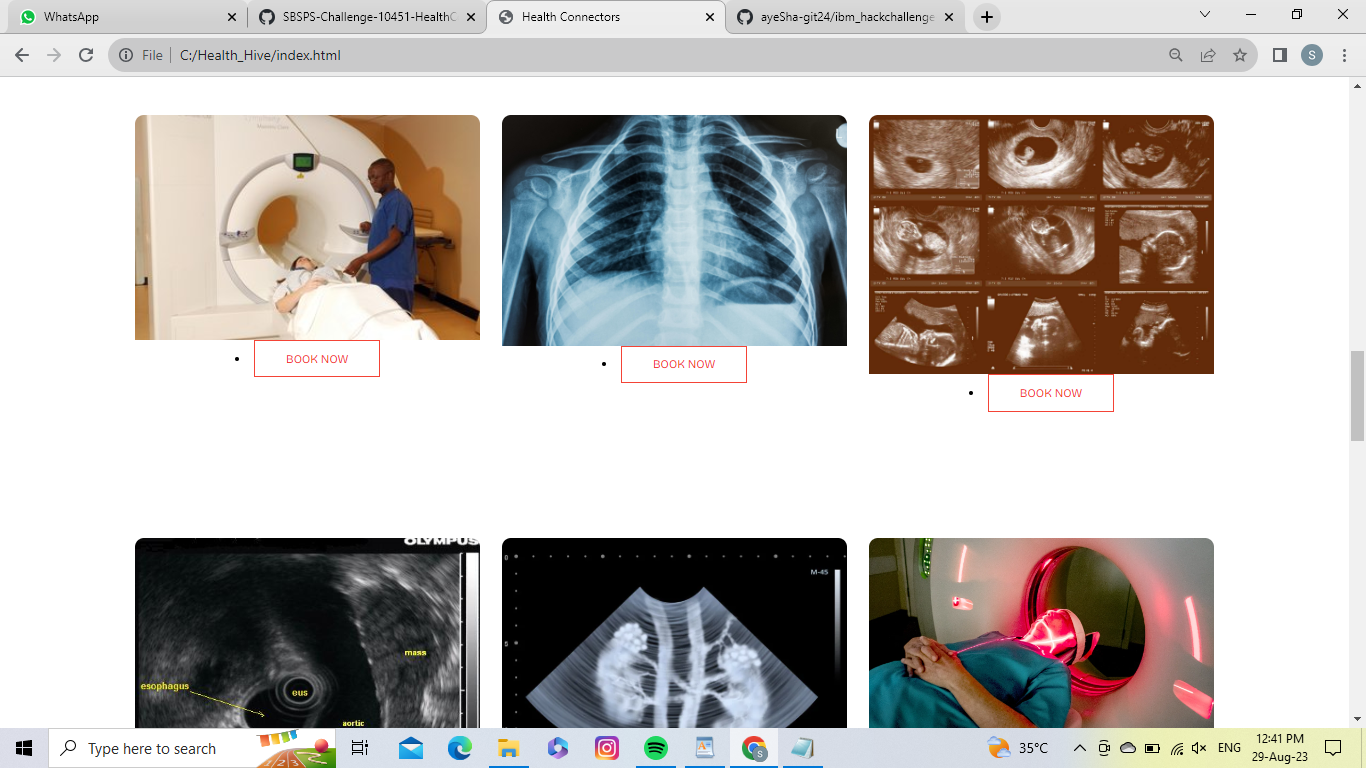 WhatsApp
SBSPS-Challenge-10451-HealthC
Health Connectors
ayeSha-git24/ibm_hackchallenge
File
C:/Health_Hive/index.html
S
BOOK NOW
BOOK NOW
BOOK NOW
OLYMPUS
mass
esophagus
eus
aortic
0
M-45
5
Type here to search
S
35°C
ENG
12:41 PM
29-Aug-23